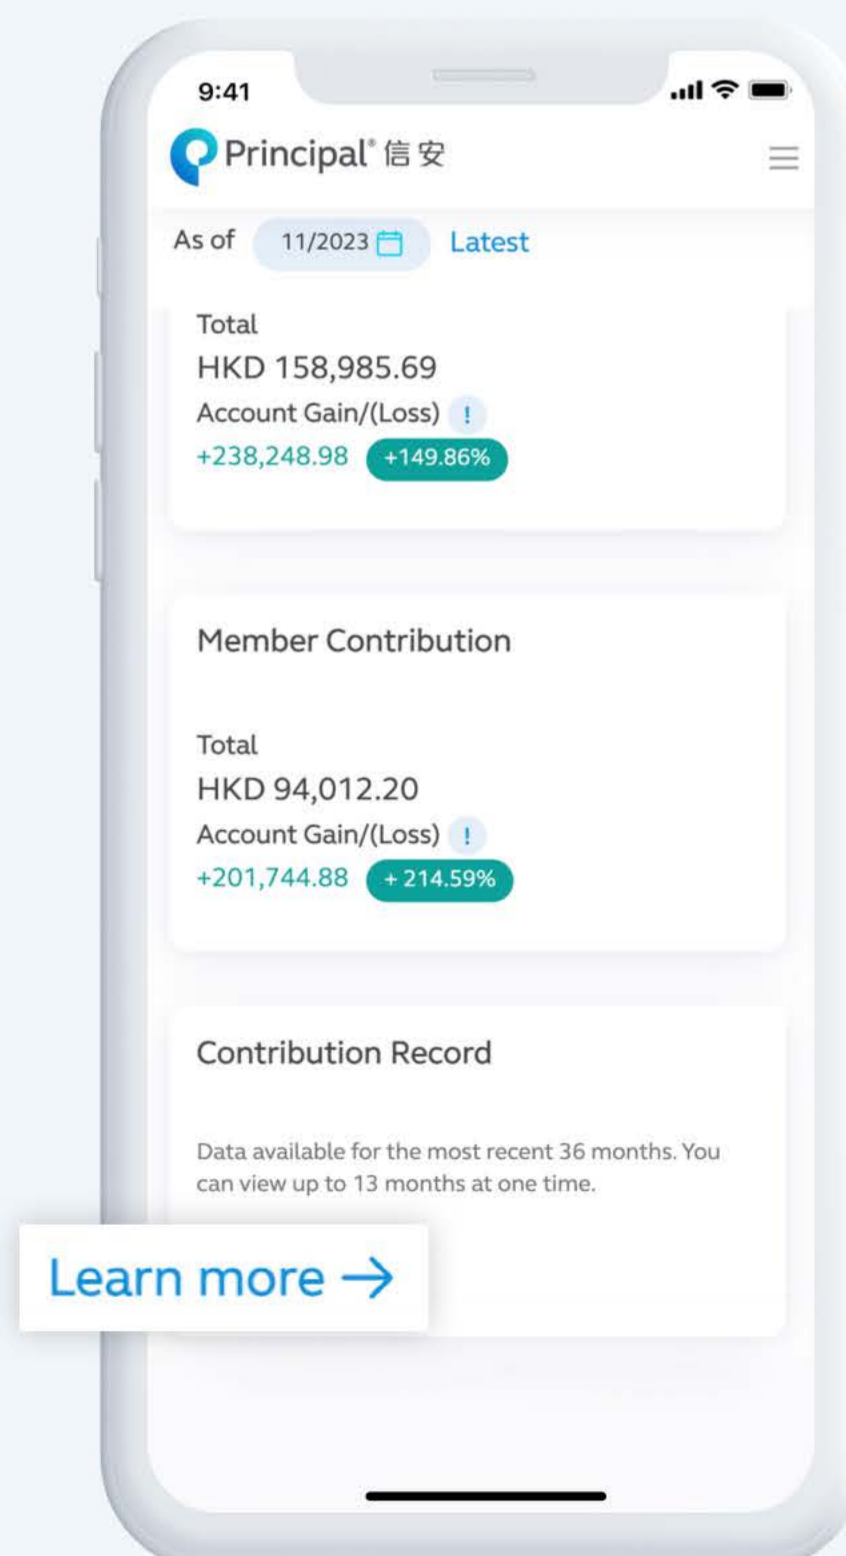 9:41
Principal® 信安
As of 11/2023 Latest
Total
HKD 158,985.69
Account Gain/(Loss) !
+238,248.98 +149.86%
Member Contribution
Total
HKD 94,012.20
Account Gain/(Loss) !
+201,744.88 + 214.59%
Contribution Record
Data available for the most recent 36 months. You
can view up to 13 months at one time.
Learn more →